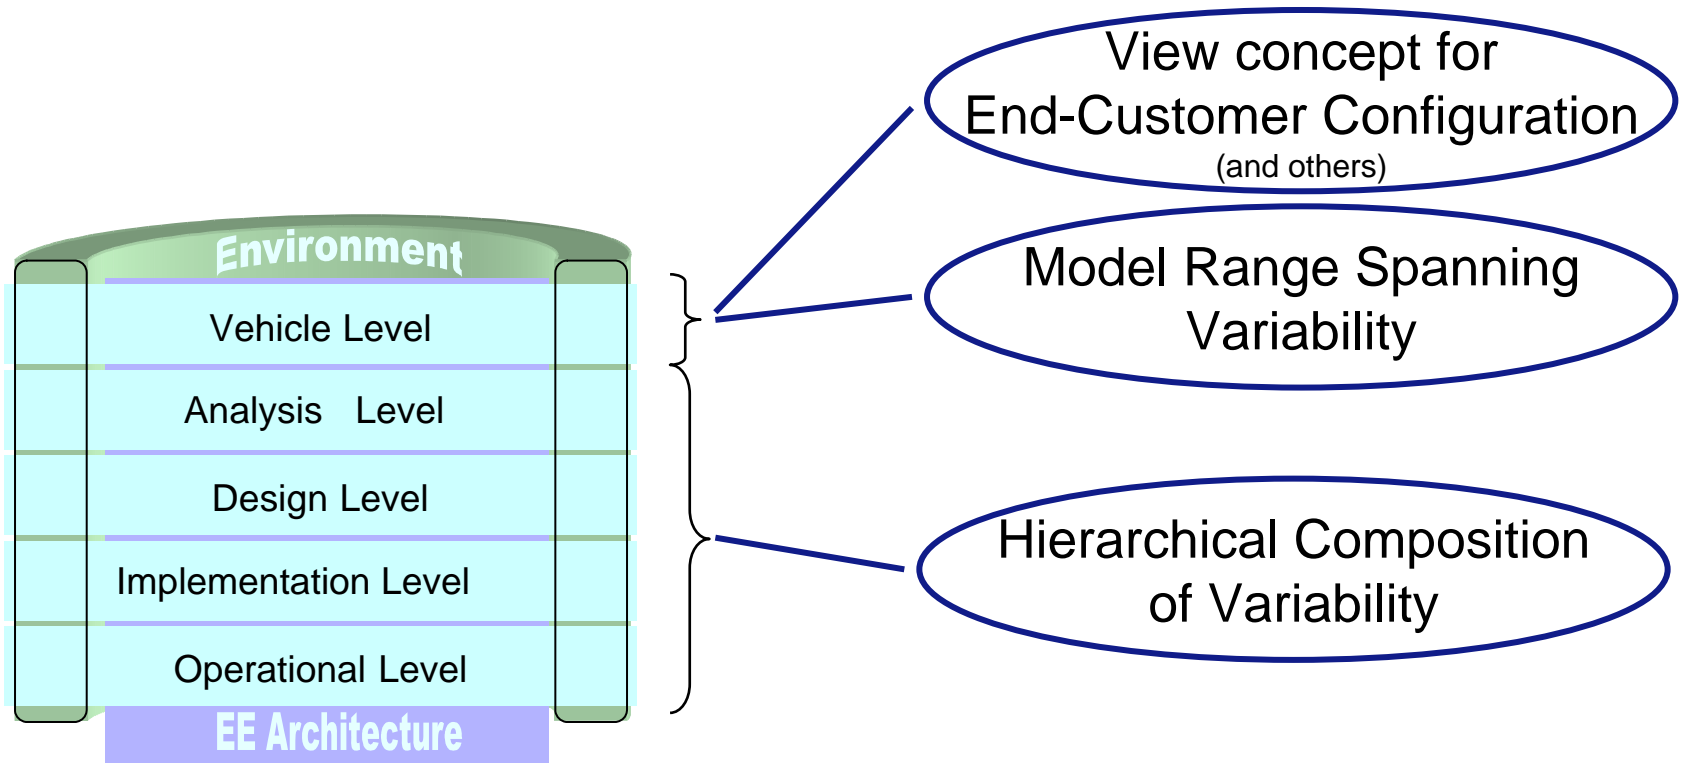 View concept for
End-Customer Configuration
(and others)
Environment
Model Range Spanning
Variability
Vehicle Level
Analysis Level
Design Level
Hierarchical Composition
of Variability
Implementation Level
Operational Level
EE Architecture